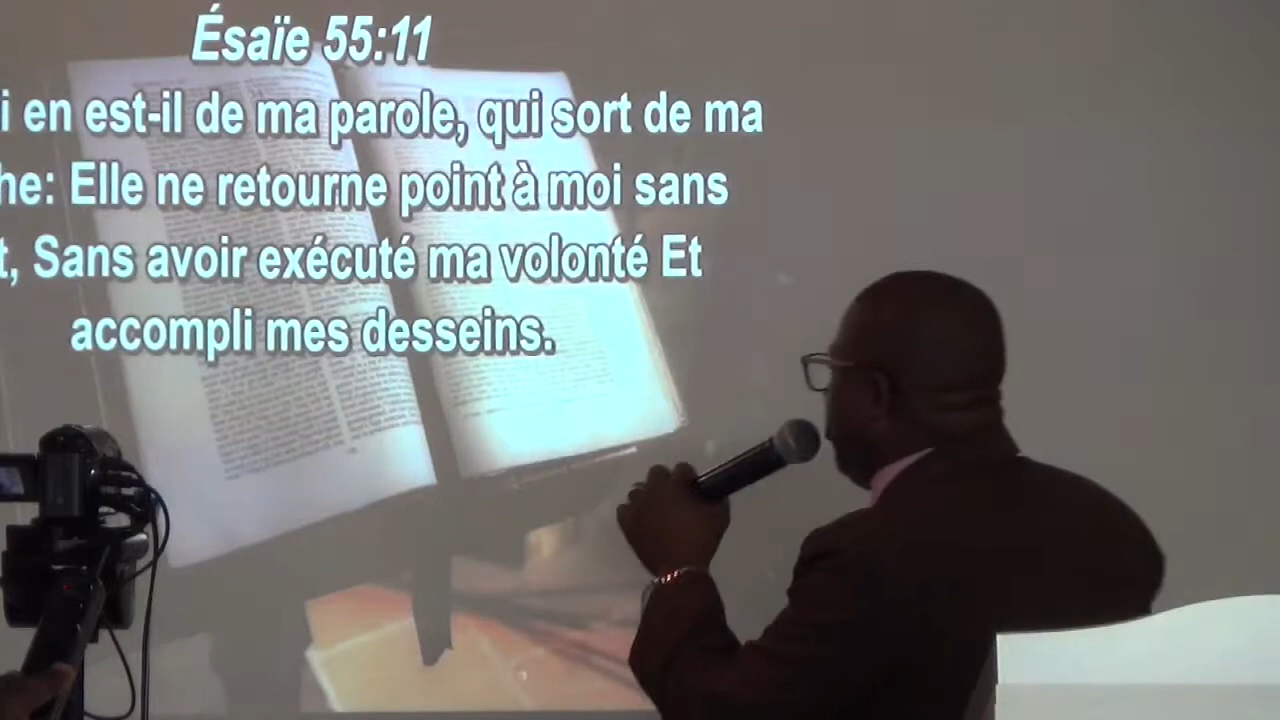 Ésaïe 55:11
i en est-il de ma parole, qui sort de ma
he: Elle ne retourne point à moi sans
t, Sans avoir exécuté ma volonté Et
accompli mes desseins.